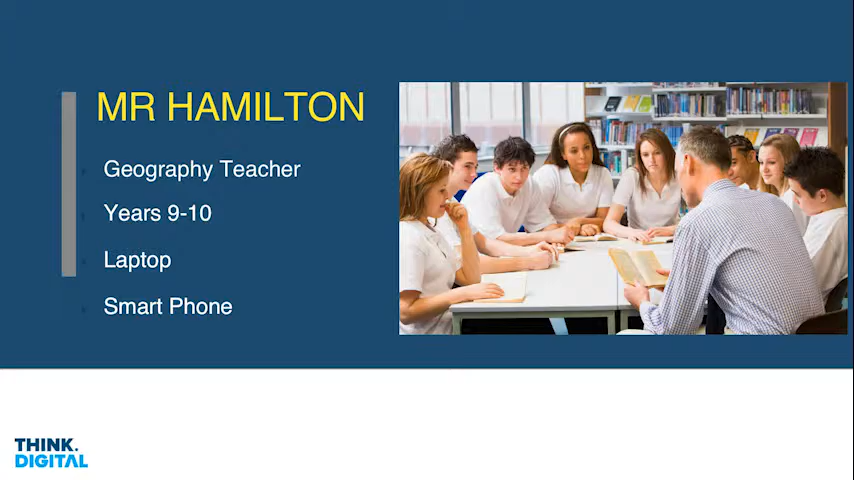 MR HAMILTON
Geography Teacher
Years 9-10
Laptop
Smart Phone
THINK.
DIGITAL